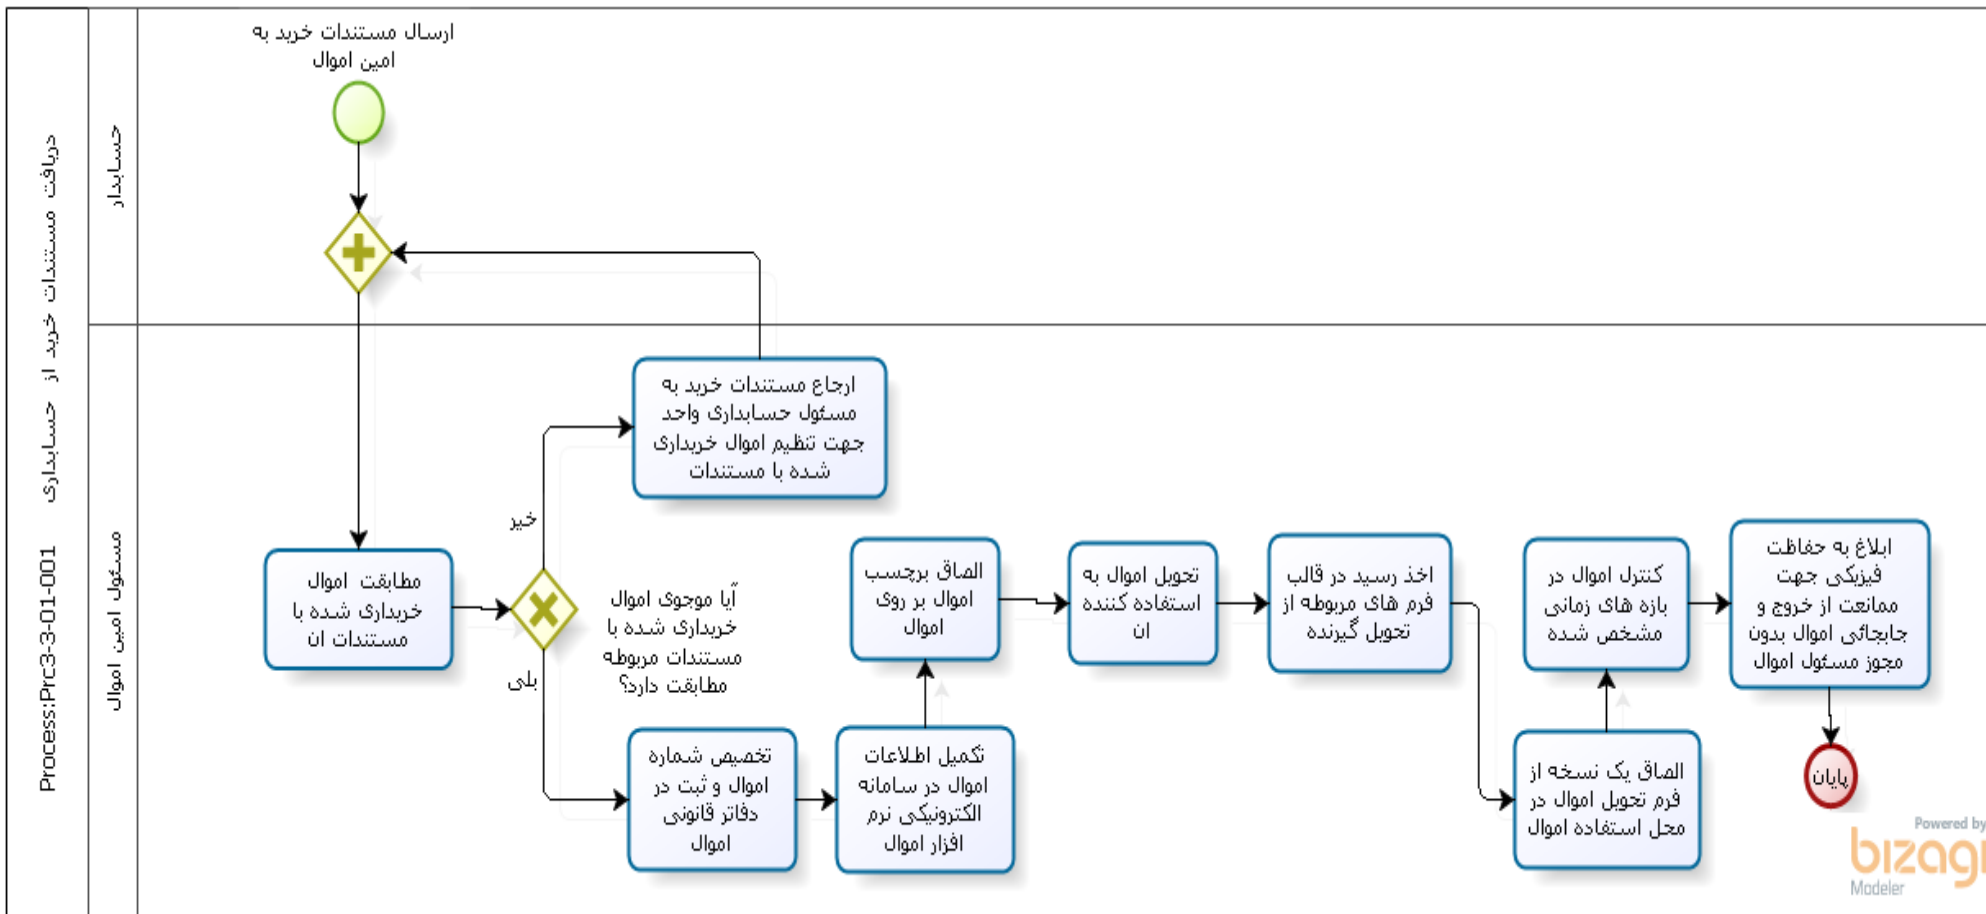 Process:Prc3-3-01-001 دریافت مستندات خرید از حسابداری
حسابدار
ارسال مستندات خرید به
امین اموال
مسئول امین اموال
مطابقت اموال
خریداری شده با
مستندات ان
آیا موجوی اموال
خریداری شده با
مستندات مربوطه
مطابقت دارد؟
خیر
ارجاع مستندات خرید به
مسئول حسابداری واحد
جهت تنظیم اموال خریداری
شده با مستندات
بلی
تخصیص شماره
اموال و ثبت در
دفاتر قانونی
اموال
تکمیل اطلاعات
اموال در سامانه
الکترونیکی نرم
افزار اموال
الصاق برچسب
اموال بر روی
اموال
تحویل اموال به
استفاده کننده
ان
اخذ رسید در قالب
فرم های مربوطه از
تحویل گیرنده
الصاق یک نسخه از
فرم تحویل اموال در
محل استفاده اموال
کنترل اموال در
بازه های زمانی
مشخص شده
ابلاغ به حفاظت
فیزیکی جهت
ممانعت از خروج و
جابجائی اموال بدون
مجوز مسئول اموال
پایان
Powered by
bizagi
Modeler